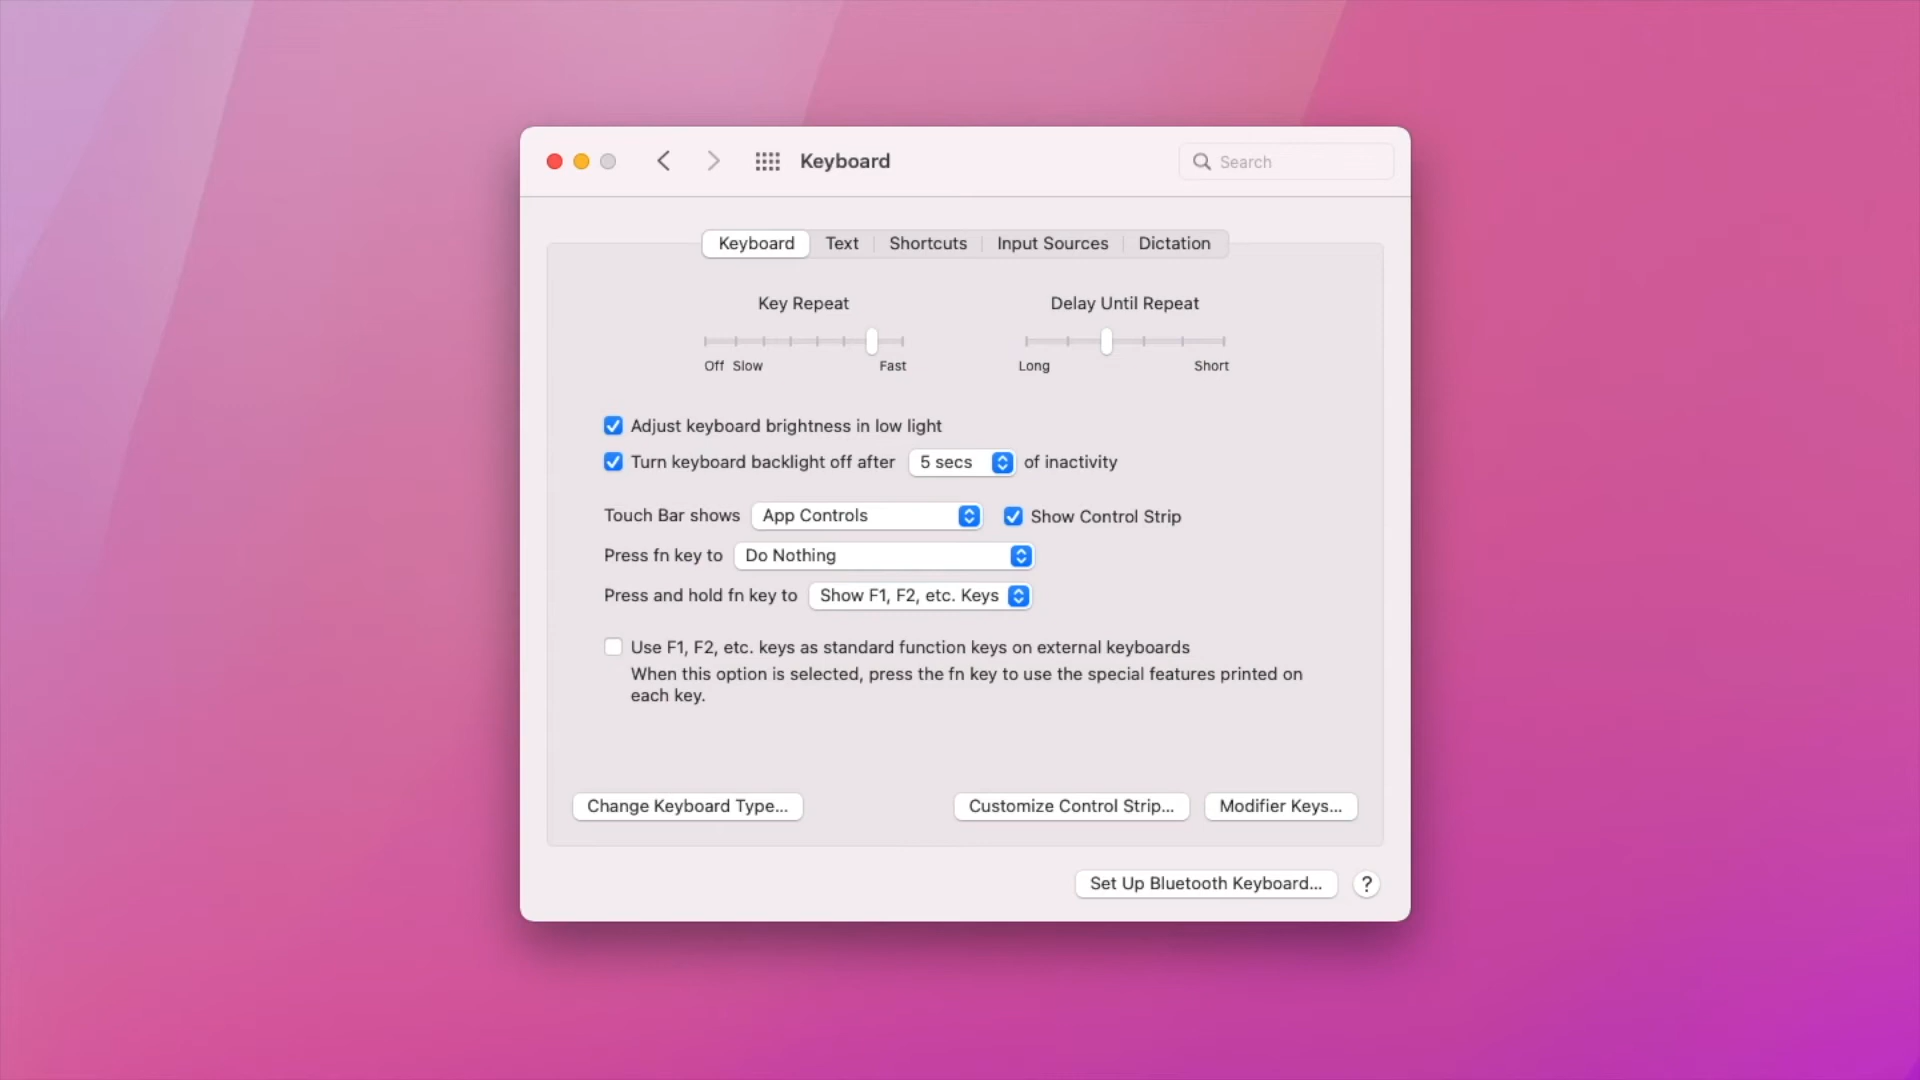 Keyboard
Search
Keyboard Text Shortcuts Input Sources Dictation
Key Repeat Delay Until Repeat
Off Slow Fast Long Short
Adjust keyboard brightness in low light
Turn keyboard backlight off after 5 secs of inactivity
Touch Bar shows App Controls Show Control Strip
Press fn key to Do Nothing
Press and hold fn key to Show F1, F2, etc. Keys
Use F1, F2, etc. keys as standard function keys on external keyboards
When this option is selected, press the fn key to use the special features printed on
each key.
Change Keyboard Type... Customize Control Strip... Modifier Keys...
Set Up Bluetooth Keyboard... ?